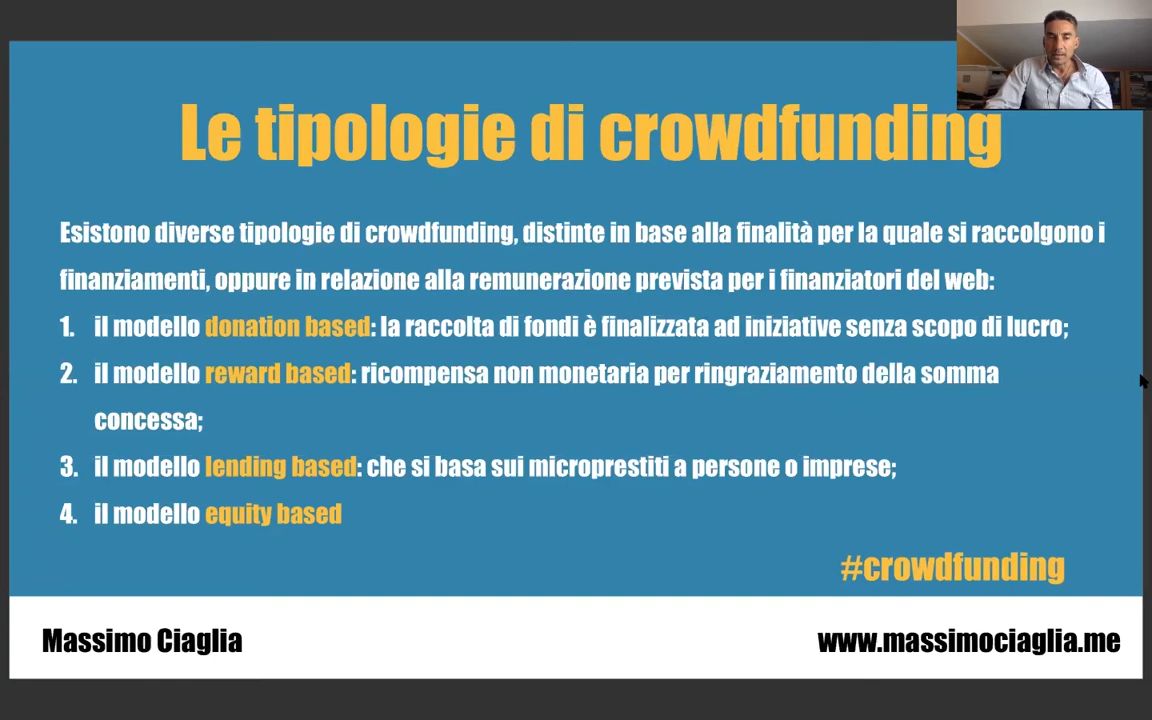 Le tipologie di crowdfunding
Esistono diverse tipologie di crowdfunding, distinte in base alla finalità per la quale si raccolgono i
finanziamenti, oppure in relazione alla remunerazione prevista per i finanziatori del web:
1. il modello donation based: la raccolta di fondi è finalizzata ad iniziative senza scopo di lucro;
2. il modello reward based: ricompensa non monetaria per ringraziamento della somma
concessa;
3. il modello lending based: che si basa sui microprestiti a persone o imprese;
4. il modello equity based
#crowdfunding
Massimo Ciaglia
www.massimociaglia.me